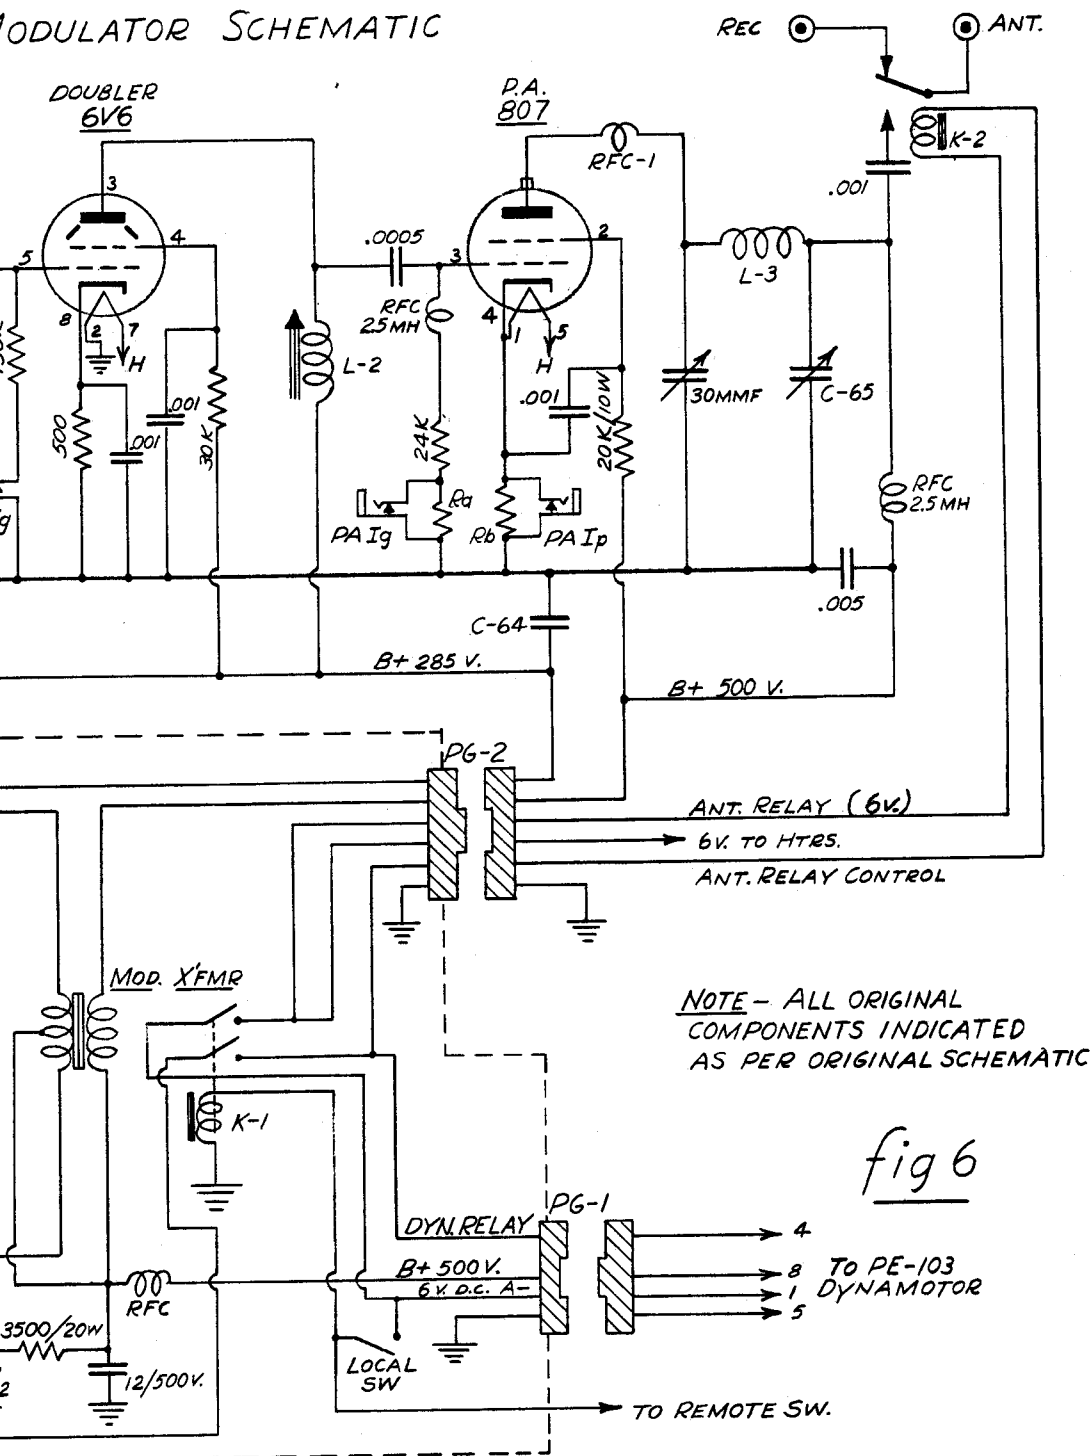 MODULATOR SCHEMATIC
REC
ANT.
DOUBLER
6V6
P.A.
807
RFC-1
K-2
.001
3
4
5
8
2
7
H
.0005
3
2
4
1
5
H
RFC
2.5 MH
L-2
L-3
30MMF
C-65
500
.001
.001
30K
24K
.001
20K/10W
RFC
2.5 MH
Ra
Rb
PA Ig
PA Ip
.005
C-64
B+ 285 V.
B+ 500 V.
PG-2
ANT. RELAY (6V.)
6V. TO HTRS.
ANT. RELAY CONTROL
MOD. X'FMR
NOTE - ALL ORIGINAL
COMPONENTS INDICATED
AS PER ORIGINAL SCHEMATIC
K-1
fig 6
PG-1
DYN. RELAY
B+ 500 V.
6 V. D.C. A-
4
8
1
5
TO PE-103
DYNAMOTOR
RFC
3500/20W
12/500V.
LOCAL
SW
TO REMOTE SW.